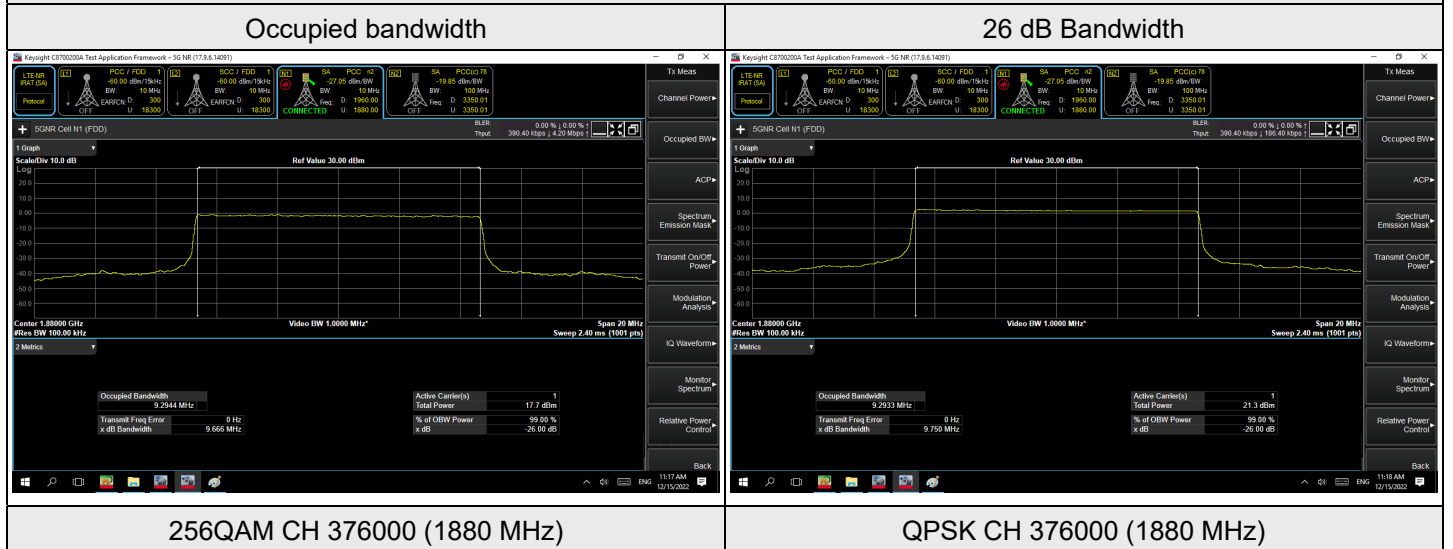 Occupied bandwidth
26 dB Bandwidth
Keysight C8700200A Test Application Framework – 5G NR (17.9.6.14091)
LTE-NR
IRAT (SA)
Protocol
L1
PCC / FDD 1
-60.00 dBm/15kHz
BW: 10 MHz
EARFCN: D: 300
OFF U: 18300
L2
SCC / FDD 1
-60.00 dBm/15kHz
BW: 10 MHz
EARFCN: D: 300
OFF U: 18300
N1
SA PCC n2
-27.05 dBm/BW
BW: 10 MHz
Freq: D: 1960.00
CONNECTED U: 1880.00
N2
SA PCC(c) 78
-19.85 dBm/BW
BW: 100 MHz
Freq: D: 3350.01
OFF U: 3350.01
5GNR Cell N1 (FDD)
BLER: 0.00 % ↓ 0.00 % ↑
Thput: 390.40 kbps ↓ 4.20 Mbps ↑
1 Graph
Scale/Div 10.0 dB
Ref Value 30.00 dBm
Log
20.0
10.0
0.00
-10.0
-20.0
-30.0
-40.0
-50.0
-60.0
Center 1.88000 GHz
Video BW 1.0000 MHz*
Span 20 MHz
#Res BW 100.00 kHz
Sweep 2.40 ms (1001 pts)
2 Metrics
Occupied Bandwidth
9.2944 MHz
Transmit Freq Error 0 Hz
x dB Bandwidth 9.666 MHz
Active Carrier(s) 1
Total Power 17.7 dBm
% of OBW Power 99.00 %
x dB -26.00 dB
Tx Meas
Channel Power
Occupied BW
ACP
Spectrum
Emission Mask
Transmit On/Off
Power
Modulation
Analysis
IQ Waveform
Monitor
Spectrum
Relative Power
Control
Back
ENG
11:17 AM
12/15/2022
Keysight C8700200A Test Application Framework – 5G NR (17.9.6.14091)
LTE-NR
IRAT (SA)
Protocol
L1
PCC / FDD 1
-60.00 dBm/15kHz
BW: 10 MHz
EARFCN: D: 300
OFF U: 18300
L2
SCC / FDD 1
-60.00 dBm/15kHz
BW: 10 MHz
EARFCN: D: 300
OFF U: 18300
N1
SA PCC n2
-27.05 dBm/BW
BW: 10 MHz
Freq: D: 1960.00
CONNECTED U: 1880.00
N2
SA PCC(c) 78
-19.85 dBm/BW
BW: 100 MHz
Freq: D: 3350.01
OFF U: 3350.01
5GNR Cell N1 (FDD)
BLER: 0.00 % ↓ 0.00 % ↑
Thput: 390.40 kbps ↓ 186.40 kbps ↑
1 Graph
Scale/Div 10.0 dB
Ref Value 30.00 dBm
Log
20.0
10.0
0.00
-10.0
-20.0
-30.0
-40.0
-50.0
-60.0
Center 1.88000 GHz
Video BW 1.0000 MHz*
Span 20 MHz
#Res BW 100.00 kHz
Sweep 2.40 ms (1001 pts)
2 Metrics
Occupied Bandwidth
9.2933 MHz
Transmit Freq Error 0 Hz
x dB Bandwidth 9.750 MHz
Active Carrier(s) 1
Total Power 21.3 dBm
% of OBW Power 99.00 %
x dB -26.00 dB
Tx Meas
Channel Power
Occupied BW
ACP
Spectrum
Emission Mask
Transmit On/Off
Power
Modulation
Analysis
IQ Waveform
Monitor
Spectrum
Relative Power
Control
Back
ENG
11:18 AM
12/15/2022
256QAM CH 376000 (1880 MHz)
QPSK CH 376000 (1880 MHz)